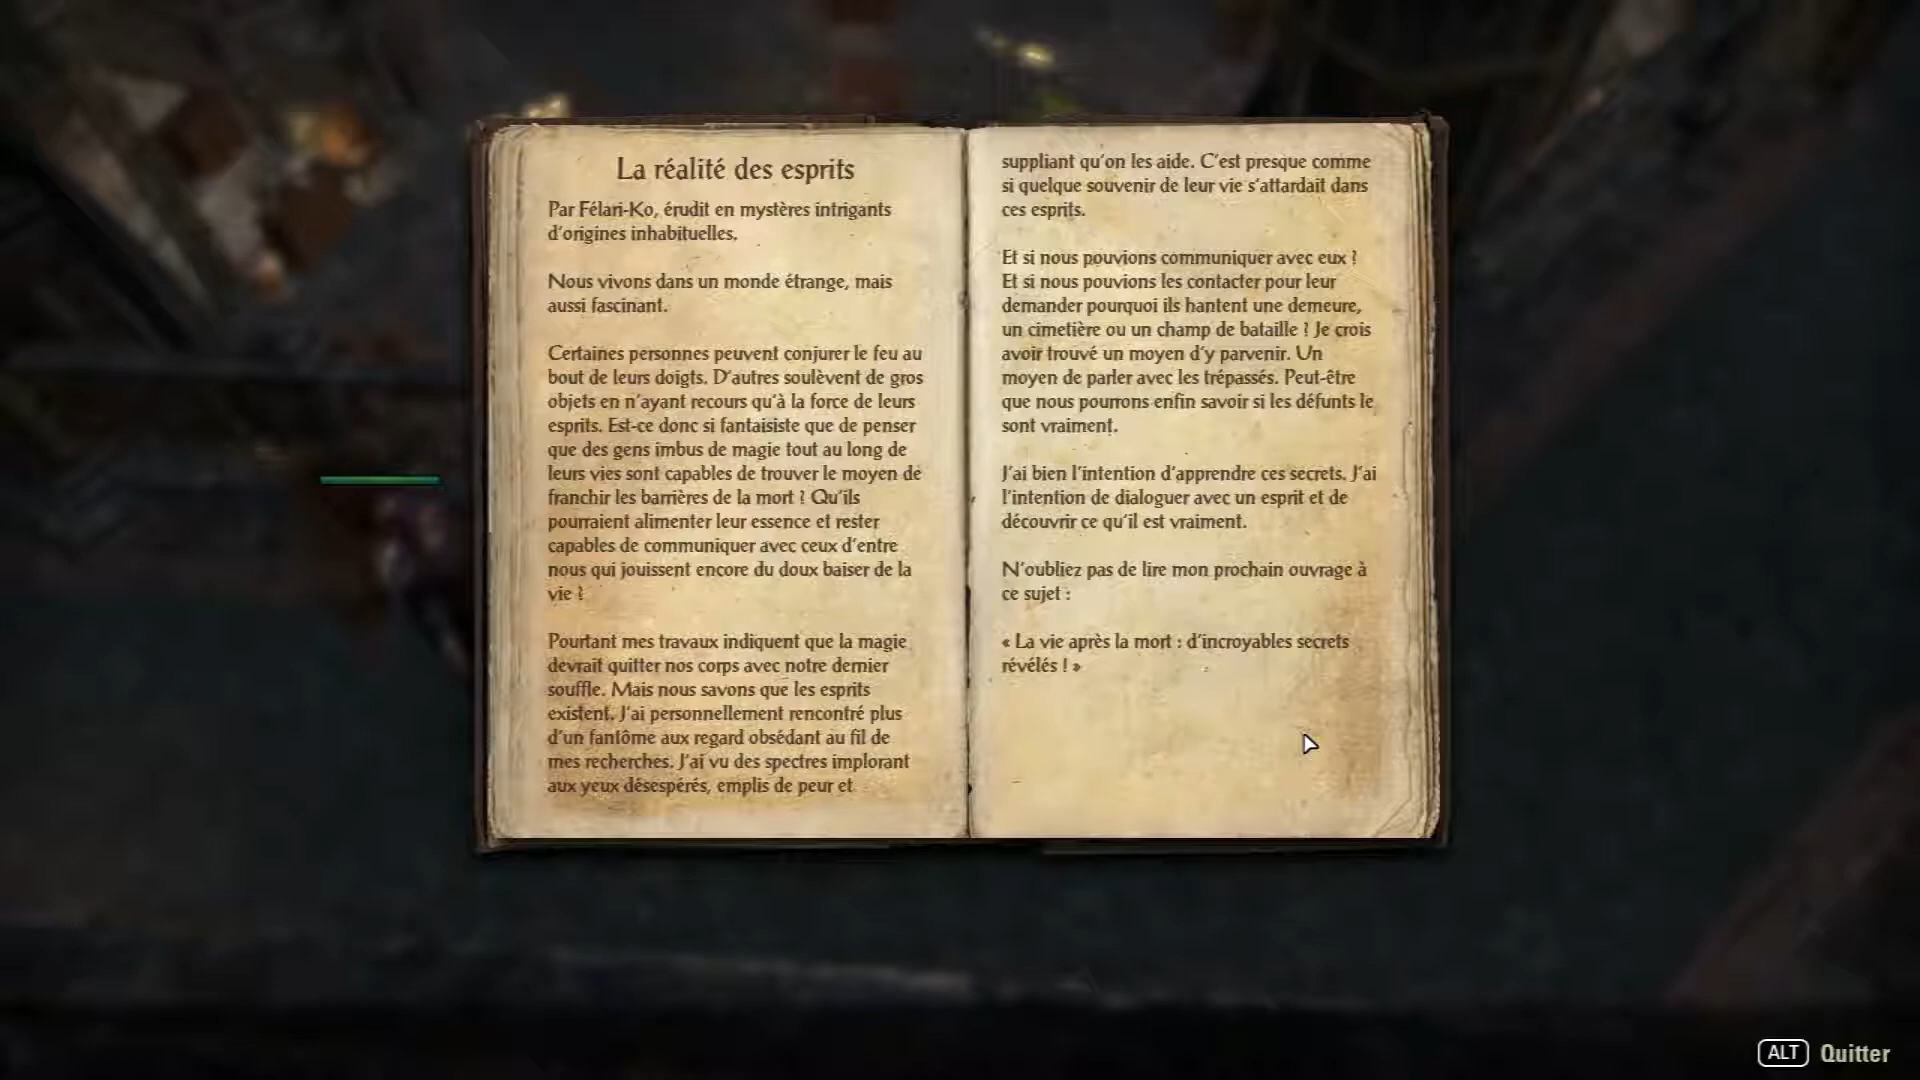 La réalité des esprits
Par Félari-Ko, érudit en mystères intrigants
d'origines inhabituelles.
Nous vivons dans un monde étrange, mais
aussi fascinant.
Certaines personnes peuvent conjurer le feu au
bout de leurs doigts. D'autres soulèvent de gros
objets en n'ayant recours qu'à la force de leurs
esprits. Est-ce donc si fantaisiste que de penser
que des gens imbus de magie tout au long de
leurs vies sont capables de trouver le moyen de
franchir les barrières de la mort ? Qu'ils
pourraient alimenter leur essence et rester
capables de communiquer avec ceux d'entre
nous qui jouissent encore du doux baiser de la
vie ?
Pourtant mes travaux indiquent que la magie
devrait quitter nos corps avec notre dernier
souffle. Mais nous savons que les esprits
existent. J'ai personnellement rencontré plus
d'un fantôme aux regard obsédant au fil de
mes recherches. J'ai vu des spectres implorant
aux yeux désespérés, emplis de peur et
suppliant qu'on les aide. C'est presque comme
si quelque souvenir de leur vie s'attardait dans
ces esprits.
Et si nous pouvions communiquer avec eux ?
Et si nous pouvions les contacter pour leur
demander pourquoi ils hantent une demeure,
un cimetière ou un champ de bataille ? Je crois
avoir trouvé un moyen d'y parvenir. Un
moyen de parler avec les trépassés. Peut-être
que nous pourrons enfin savoir si les défunts le
sont vraiment.
J'ai bien l'intention d'apprendre ces secrets. J'ai
l'intention de dialoguer avec un esprit et de
découvrir ce qu'il est vraiment.
N'oubliez pas de lire mon prochain ouvrage à
ce sujet :
« La vie après la mort : d'incroyables secrets
révélés ! »
ALT Quitter